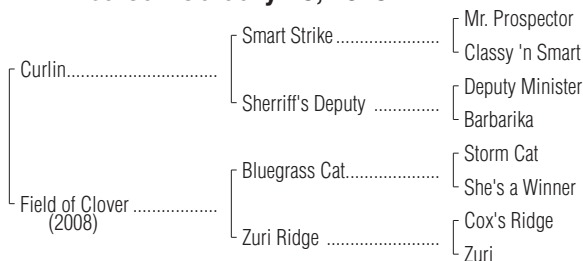 Mr. Prospector
Smart Strike
Classy 'n Smart
Curlin
Deputy Minister
Sherriff's Deputy
Barbarika
Storm Cat
Bluegrass Cat
She's a Winner
Field of Clover
(2008)
Cox's Ridge
Zuri Ridge
Zuri